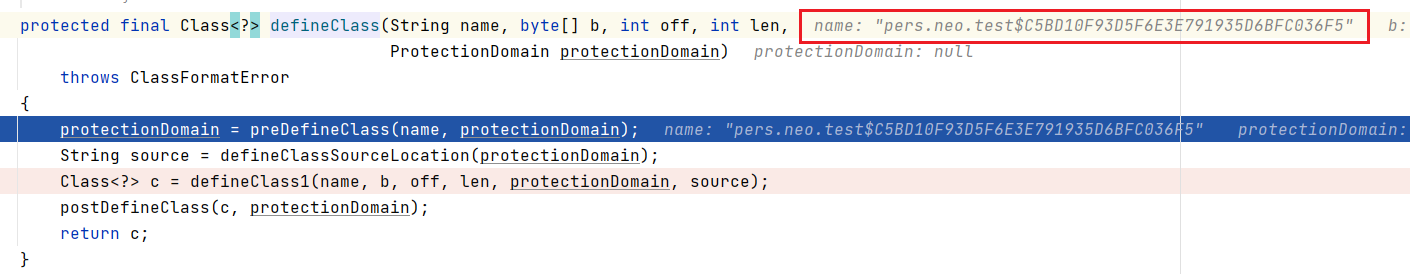 protected final Class<?> defineClass(String name, byte[] b, int off, int len, name: "pers.neo.test$C5BD10F93D5F6E3E791935D6BFC036F5" b:
ProtectionDomain protectionDomain) protectionDomain: null
throws ClassFormatError
{
protectionDomain = preDefineClass(name, protectionDomain); name: "pers.neo.test$C5BD10F93D5F6E3E791935D6BFC036F5" protectionDomain:
String source = defineClassSourceLocation(protectionDomain);
Class<?> c = defineClass1(name, b, off, len, protectionDomain, source);
postDefineClass(c, protectionDomain);
return c;
}